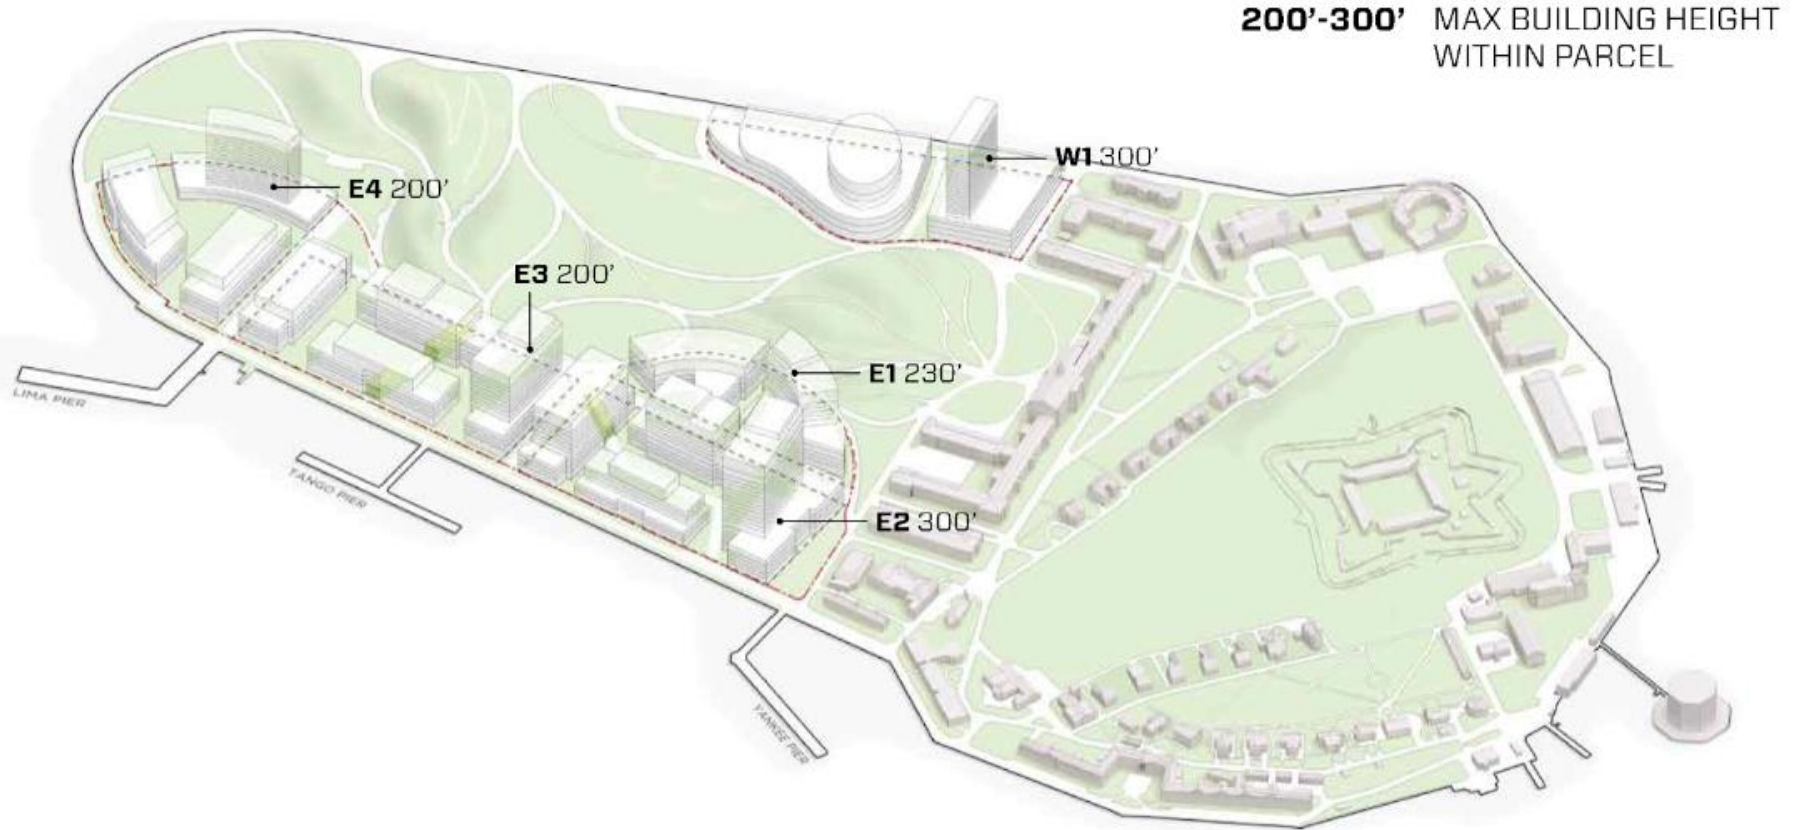 200’-300’ MAX BUILDING HEIGHT
WITHIN PARCEL
W1 300’
E4 200’
E3 200’
E1 230’
LIMA PIER
TANGO PIER
E2 300’
YANKEE PIER